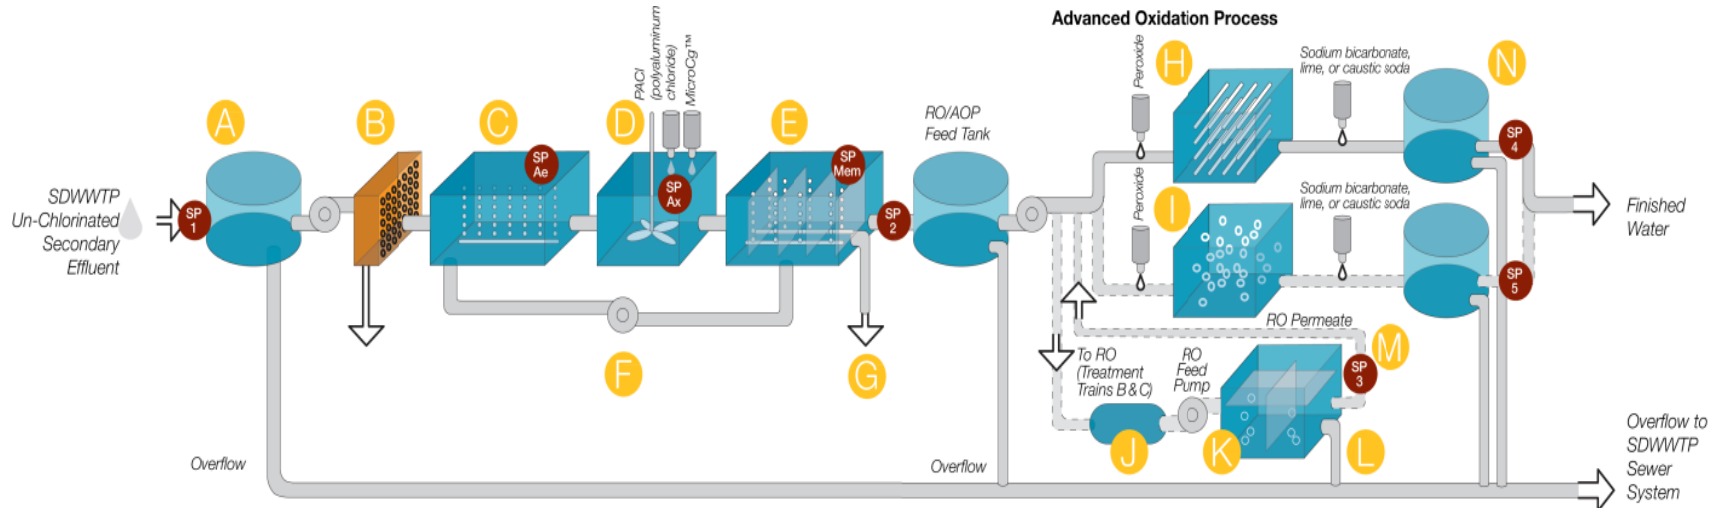 Advanced Oxidation Process
SDWWTP
Un-Chlorinated
Secondary
Effluent
SP
1
A
B
C
SP
Ae
D
PACl
(polyaluminum
chloride)
MicroCg™
SP
Ax
E
SP
Mem
F
G
SP
2
RO/AOP
Feed Tank
Peroxide
H
Sodium bicarbonate,
lime, or caustic soda
N
SP
4
Peroxide
I
Sodium bicarbonate,
lime, or caustic soda
SP
5
Finished
Water
RO Permeate
M
SP
3
To RO
(Treatment
Trains B & C)
RO
Feed
Pump
J
K
L
Overflow
Overflow
Overflow to
SDWWTP
Sewer
System